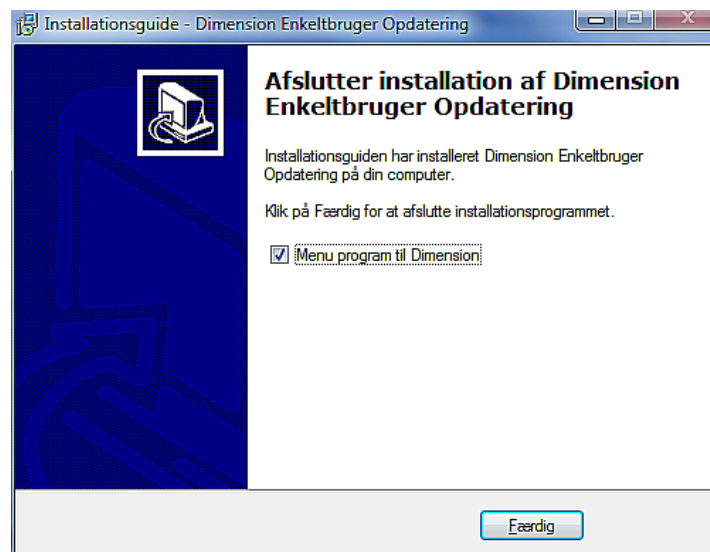 Installationsguide - Dimension Enkeltbruger Opdatering
Afslutter installation af Dimension
Enkeltbruger Opdatering
Installationsguiden har installeret Dimension Enkeltbruger
Opdatering på din computer.
Klik på Færdig for at afslutte installationsprogrammet.
Menu program til Dimension
Færdig